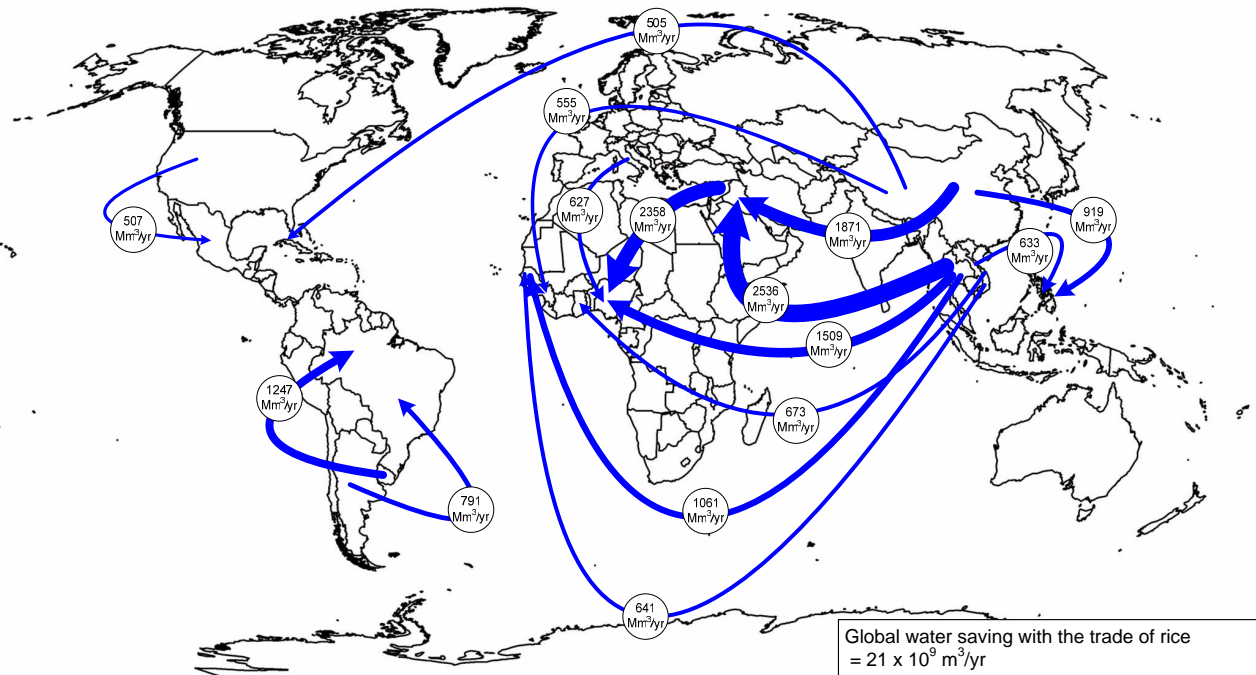 505
Mm³/yr
555
Mm³/yr
627
Mm³/yr
2358
Mm³/yr
507
Mm³/yr
1871
Mm³/yr
919
Mm³/yr
633
Mm³/yr
2536
Mm³/yr
1509
Mm³/yr
1247
Mm³/yr
673
Mm³/yr
791
Mm³/yr
1061
Mm³/yr
641
Mm³/yr
Global water saving with the trade of rice
= 21 x 10⁹ m³/yr